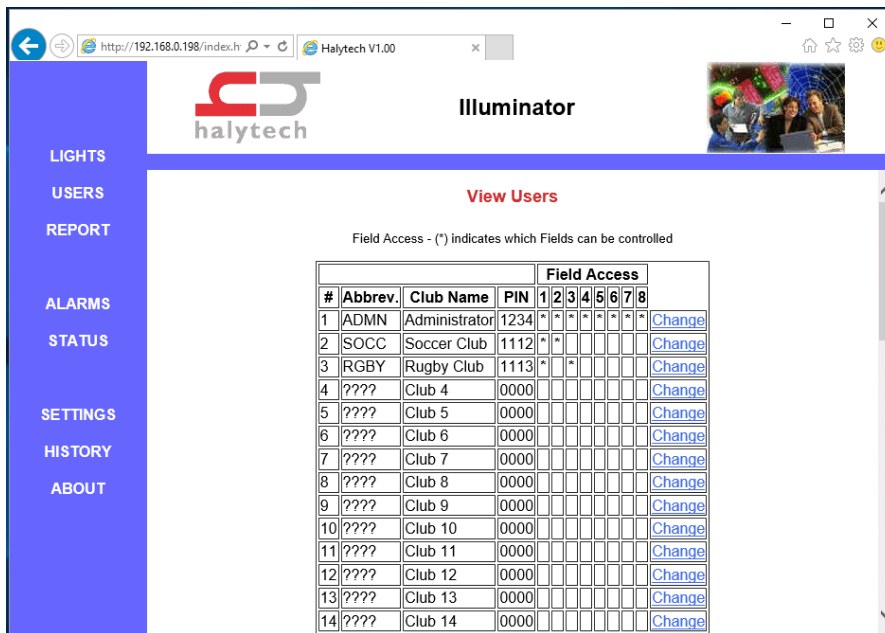 http://192.168.0.198/index.h
Halytech V1.00
halytech
Illuminator
LIGHTS
USERS
REPORT
ALARMS
STATUS
SETTINGS
HISTORY
ABOUT
View Users
Field Access - (*) indicates which Fields can be controlled
Field Access
# Abbrev. Club Name PIN 1 2 3 4 5 6 7 8
1 ADMN Administrator 1234 * * * * * * * * Change
2 SOCC Soccer Club 1112 * * Change
3 RGBY Rugby Club 1113 * * Change
4 ???? Club 4 0000 Change
5 ???? Club 5 0000 Change
6 ???? Club 6 0000 Change
7 ???? Club 7 0000 Change
8 ???? Club 8 0000 Change
9 ???? Club 9 0000 Change
10 ???? Club 10 0000 Change
11 ???? Club 11 0000 Change
12 ???? Club 12 0000 Change
13 ???? Club 13 0000 Change
14 ???? Club 14 0000 Change